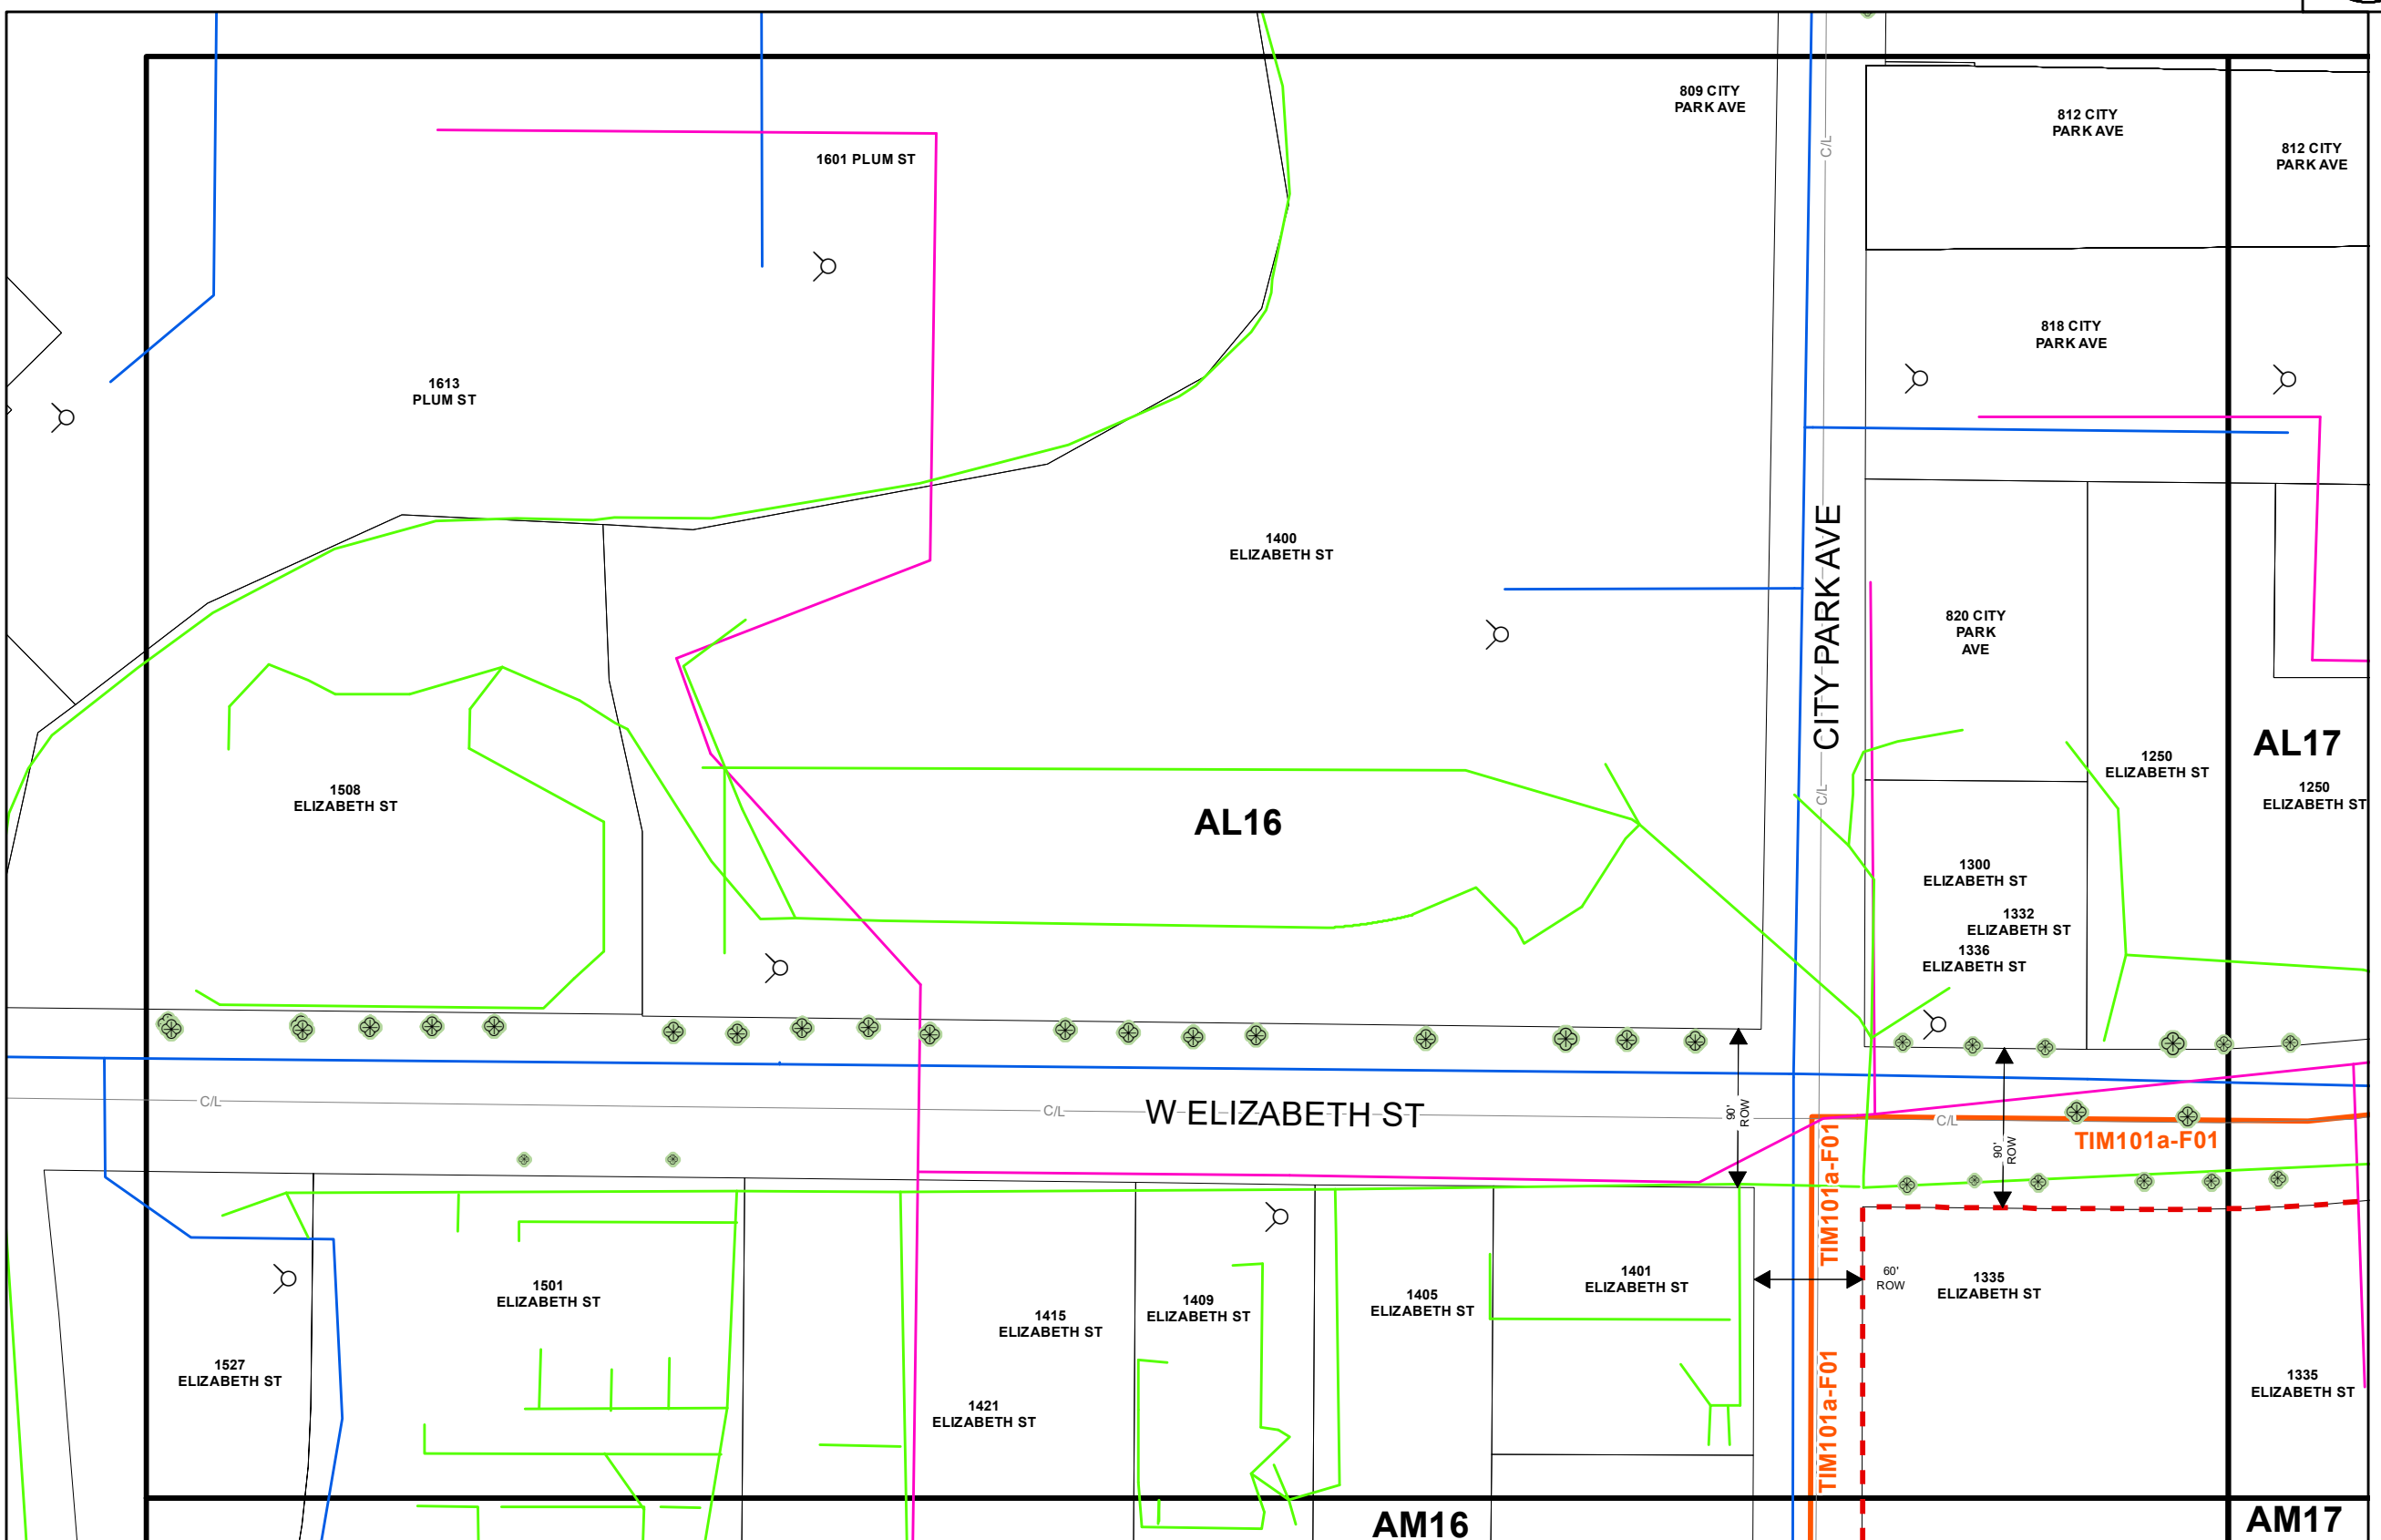 809 CITY
PARK AVE
812 CITY
PARK AVE
812 CITY
PARK AVE
1601 PLUM ST
C/L
818 CITY
PARK AVE
1613
PLUM ST
1400
ELIZABETH ST
CITY PARK AVE
820 CITY
PARK
AVE
AL17
1250
ELIZABETH ST
1250
ELIZABETH ST
1508
ELIZABETH ST
C/L
AL16
1300
ELIZABETH ST
1332
ELIZABETH ST
1336
ELIZABETH ST
C/L
C/L
W ELIZABETH ST
90'
ROW
C/L
90'
ROW
TIM101a-F01
TIM101a-F01
1501
ELIZABETH ST
1409
ELIZABETH ST
1405
ELIZABETH ST
1401
ELIZABETH ST
60'
ROW
1335
ELIZABETH ST
1415
ELIZABETH ST
1527
ELIZABETH ST
1421
ELIZABETH ST
TIM101a-F01
1335
ELIZABETH ST
AM16
AM17